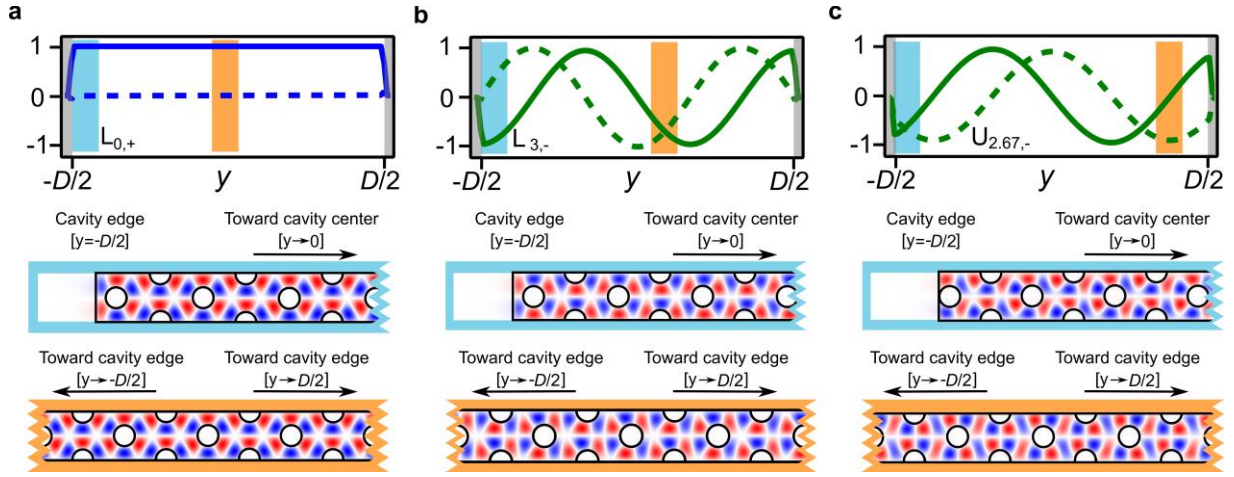 a
1
0
-1
L0,+
-D/2
y
D/2
Cavity edge
[y=-D/2]
Toward cavity center
[y→0]
Toward cavity edge
[y→-D/2]
Toward cavity edge
[y→D/2]
b
1
0
-1
L3,-
-D/2
y
D/2
Cavity edge
[y=-D/2]
Toward cavity center
[y→0]
Toward cavity edge
[y→-D/2]
Toward cavity edge
[y→D/2]
c
1
0
-1
U2.67,-
-D/2
y
D/2
Cavity edge
[y=-D/2]
Toward cavity center
[y→0]
Toward cavity edge
[y→-D/2]
Toward cavity edge
[y→D/2]